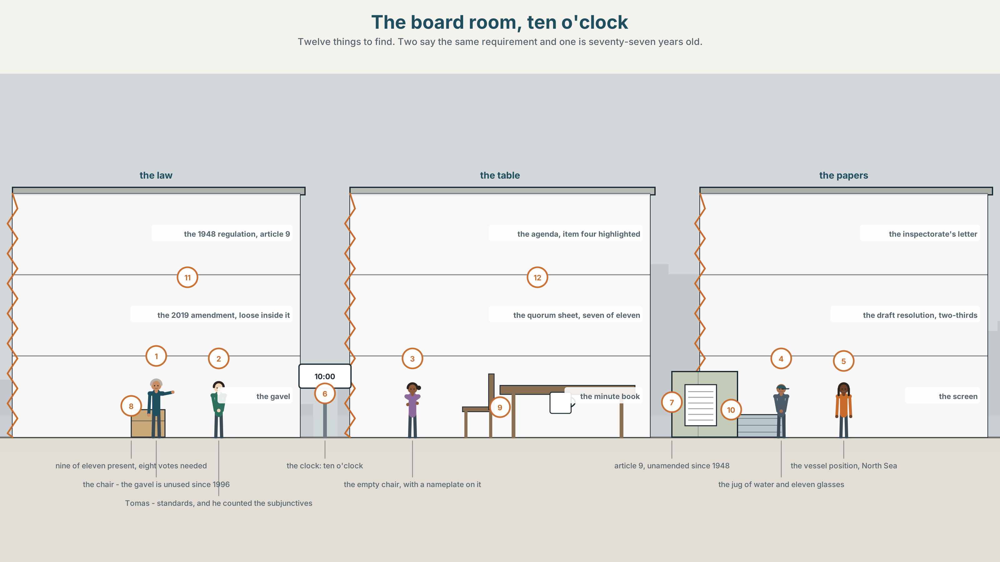 The board room, ten o'clock
Twelve things to find. Two say the same requirement and one is seventy-seven years old.
the law
the table
the papers
the 1948 regulation, article 9
the agenda, item four highlighted
the inspectorate's letter
11
12
the 2019 amendment, loose inside it
the quorum sheet, seven of eleven
the draft resolution, two-thirds
1
2
3
4
5
10:00
6
the gavel
the minute book
the screen
7
8
9
10
nine of eleven present, eight votes needed
the clock: ten o'clock
article 9, unamended since 1948
the vessel position, North Sea
the chair - the gavel is unused since 1996
the empty chair, with a nameplate on it
the jug of water and eleven glasses
Tomas - standards, and he counted the subjunctives